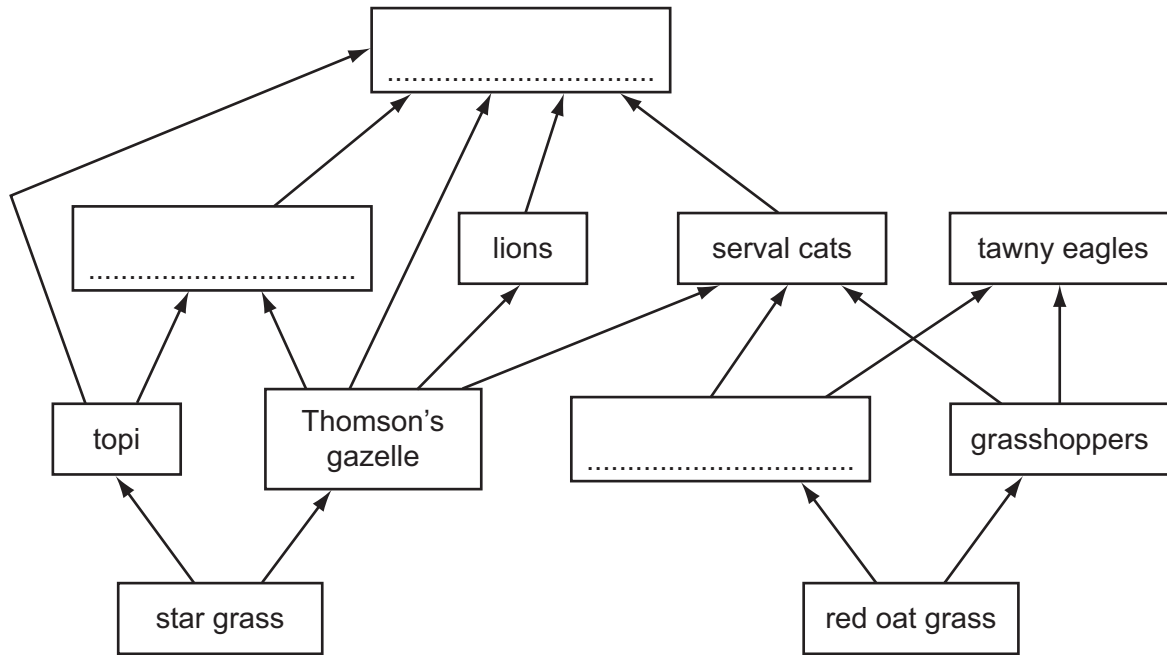 lions
serval cats
tawny eagles
topi
Thomson's
gazelle
grasshoppers
star grass
red oat grass